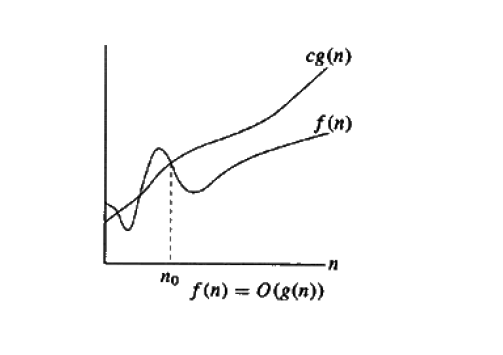 cg(n)
f(n)
n
n₀
f(n) = O(g(n))